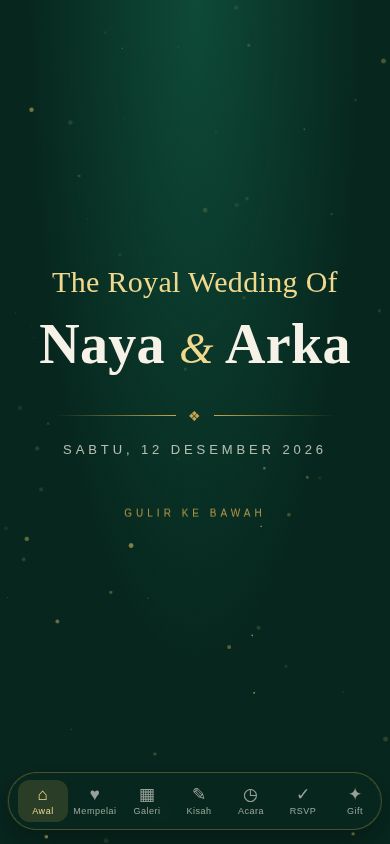 The Royal Wedding Of
Naya & Arka
SABTU, 12 DESEMBER 2026
GULIR KE BAWAH
Awal Mempelai Galeri Kisah Acara RSVP Gift